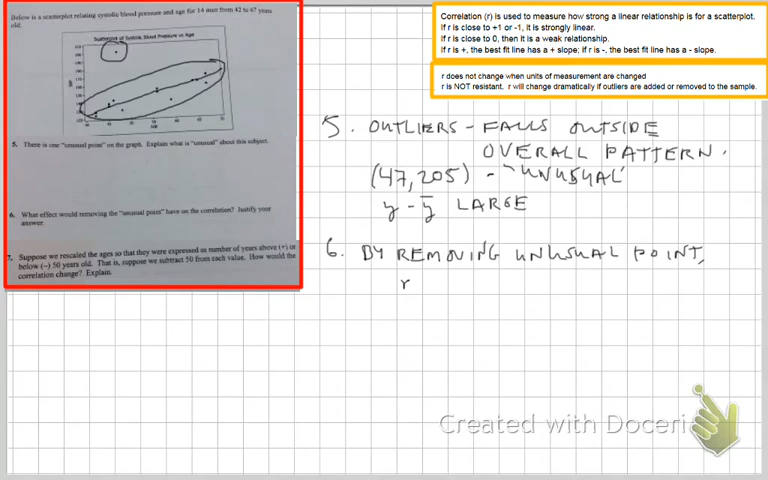 Below is a scatterplot relating systolic blood pressure and age for 14 men from 42 to 67 years
old.
Scatterplot of Systolic Blood Pressure vs Age
5. There is one "unusual point" on the graph. Explain what is "unusual" about this subject.
6. What effect would removing the "unusual point" have on the correlation? Justify your
answer.
7. Suppose we rescaled the ages so that they were expressed as number of years above (+) or
below (−) 50 years old. That is, suppose we subtract 50 from each value. How would the
correlation change? Explain.
Correlation (r) is used to measure how strong a linear relationship is for a scatterplot.
If r is close to +1 or -1, it is strongly linear.
If r is close to 0, then it is a weak relationship.
If r is +, the best fit line has a + slope; if r is -, the best fit line has a - slope.
r does not change when units of measurement are changed
r is NOT resistant. r will change dramatically if outliers are added or removed to the sample.
5. OUTLIERS - FALLS OUTSIDE
OVERALL PATTERN.
(47,205) - "UNUSUAL"
y - ȳ LARGE
6. BY REMOVING UNUSUAL POINT,
r
Created with Doceri